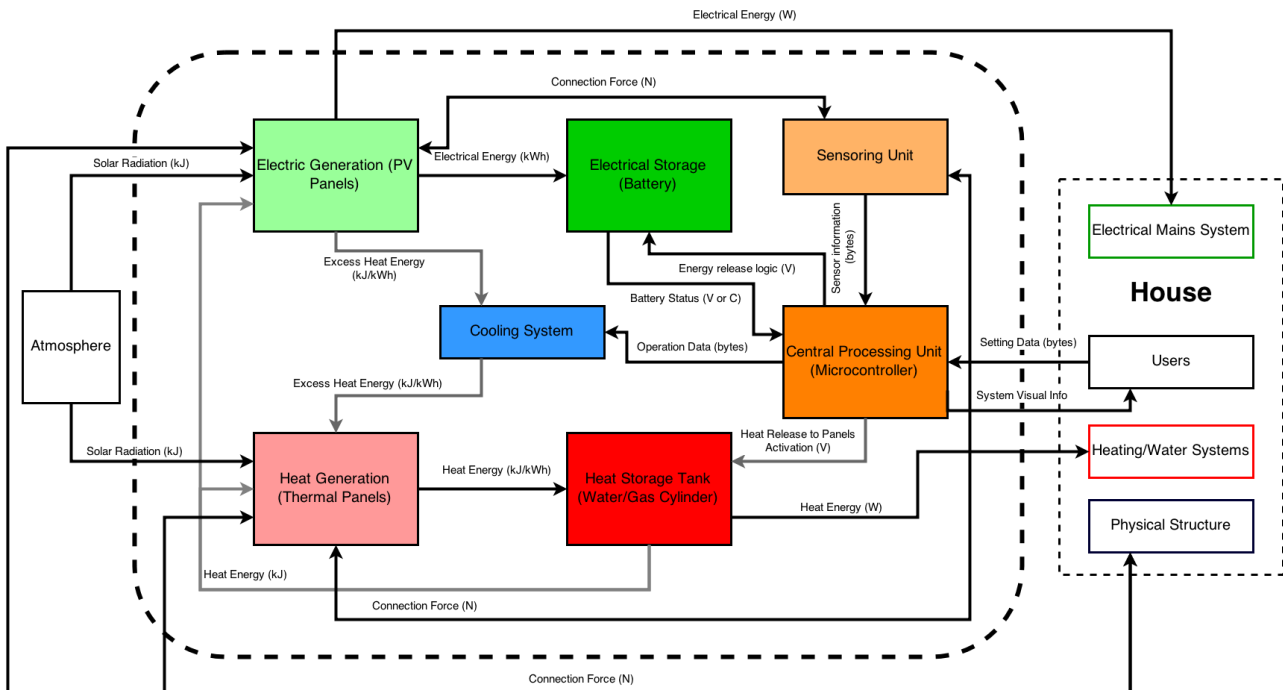 Electrical Energy (W)
Connection Force (N)
Solar Radiation (kJ)
Electric Generation (PV
Panels)
Electrical Energy (kWh)
Electrical Storage
(Battery)
Sensoring Unit
Sensor information
(bytes)
Electrical Mains System
Excess Heat Energy
(kJ/kWh)
Energy release logic (V)
Battery Status (V or C)
House
Atmosphere
Cooling System
Operation Data (bytes)
Central Processing Unit
(Microcontroller)
Setting Data (bytes)
Users
Excess Heat Energy (kJ/kWh)
System Visual Info
Solar Radiation (kJ)
Heat Generation
(Thermal Panels)
Heat Energy (kJ/kWh)
Heat Storage Tank
(Water/Gas Cylinder)
Heat Release to Panels
Activation (V)
Heating/Water Systems
Heat Energy (W)
Physical Structure
Heat Energy (kJ)
Connection Force (N)
Connection Force (N)